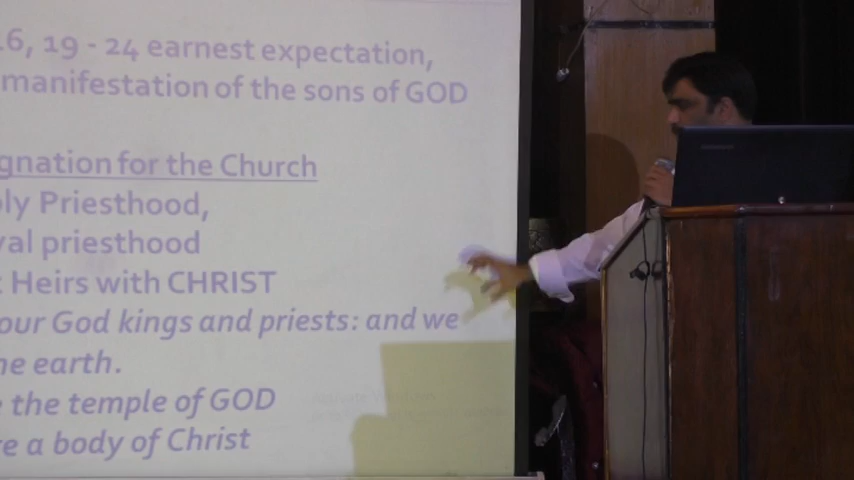 6, 19 - 24 earnest expectation,
manifestation of the sons of GOD
gnation for the Church
ly Priesthood,
val priesthood
Heirs with CHRIST
our God kings and priests: and we
he earth.
the temple of GOD
re a body of Christ